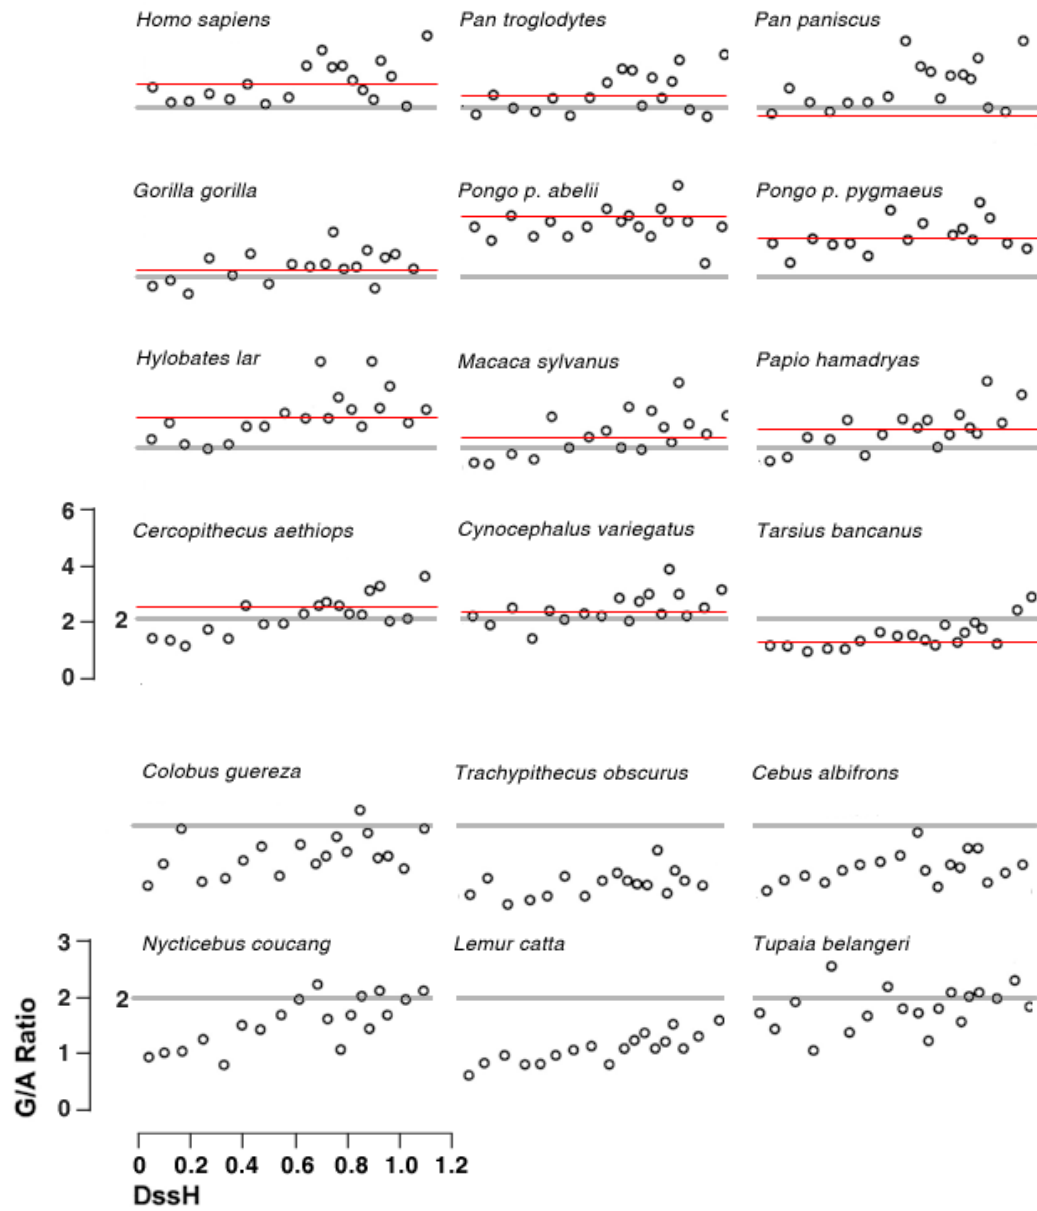 Homo sapiens
Pan troglodytes
Pan paniscus
Gorilla gorilla
Pongo p. abelii
Pongo p. pygmaeus
Hylobates lar
Macaca sylvanus
Papio hamadryas
Cercopithecus aethiops
Cynocephalus variegatus
Tarsius bancanus
6
4
2
0
2
Colobus guereza
Trachypithecus obscurus
Cebus albifrons
Nycticebus coucang
Lemur catta
Tupaia belangeri
3
2
1
0
2
G/A Ratio
0 0.2 0.4 0.6 0.8 1.0 1.2
DssH